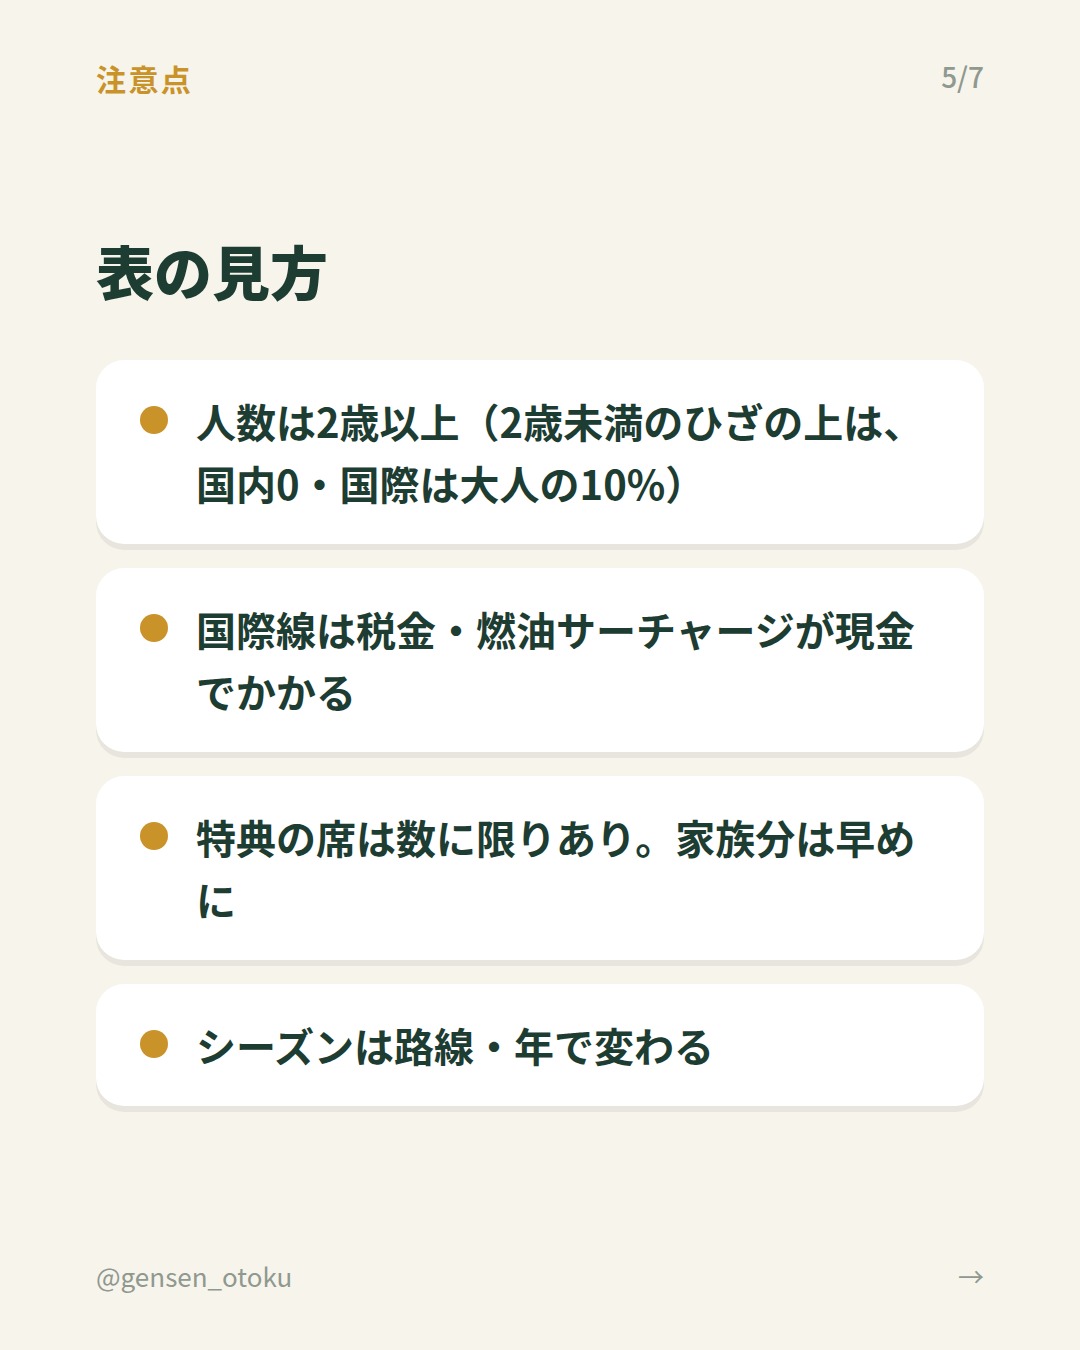 注意点
5/7
表の見方
人数は2歳以上（2歳未満のひざの上は、
国内0・国際は大人の10%）
国際線は税金・燃油サーチャージが現金
でかかる
特典の席は数に限りあり。家族分は早め
に
シーズンは路線・年で変わる
@gensen_otoku
→